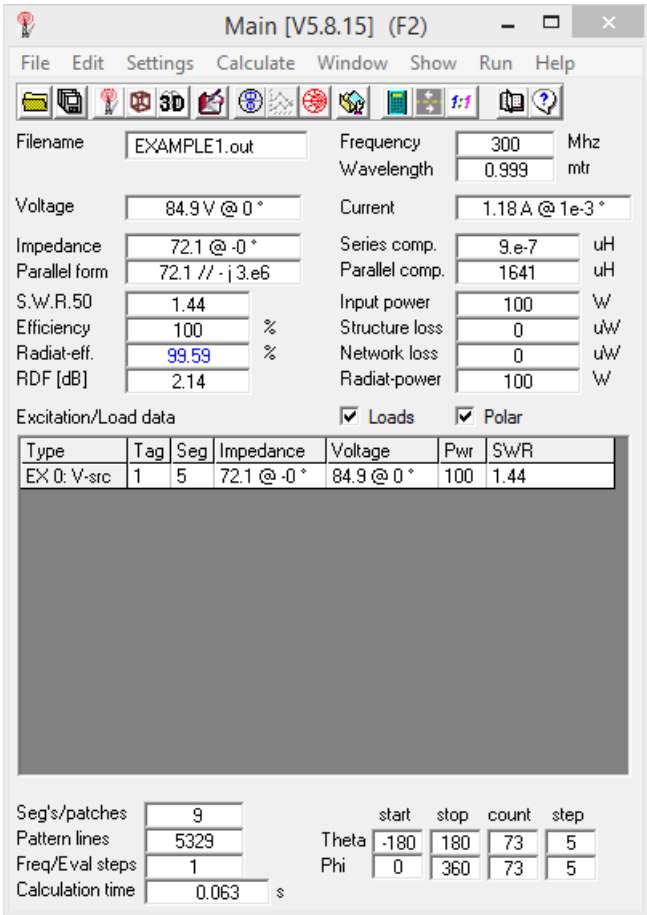 Main [V5.8.15] (F2)
File Edit Settings Calculate Window Show Run Help
3D 1:1
Filename EXAMPLE1.out Frequency 300 Mhz
Wavelength 0.999 mtr
Voltage 84.9 V @ 0 ° Current 1.18 A @ 1e-3 °
Impedance 72.1 @ -0 ° Series comp. 9.e-7 uH
Parallel form 72.1 // - j 3.e6 Parallel comp. 1641 uH
S.W.R.50 1.44 Input power 100 W
Efficiency 100 % Structure loss 0 uW
Radiat-eff. 99.59 % Network loss 0 uW
RDF [dB] 2.14 Radiat-power 100 W
Excitation/Load data Loads Polar
Type Tag Seg Impedance Voltage Pwr SWR
EX 0: V-src 1 5 72.1 @ -0 ° 84.9 @ 0 ° 100 1.44
Seg's/patches 9 start stop count step
Pattern lines 5329 Theta -180 180 73 5
Freq/Eval steps 1 Phi 0 360 73 5
Calculation time 0.063 s